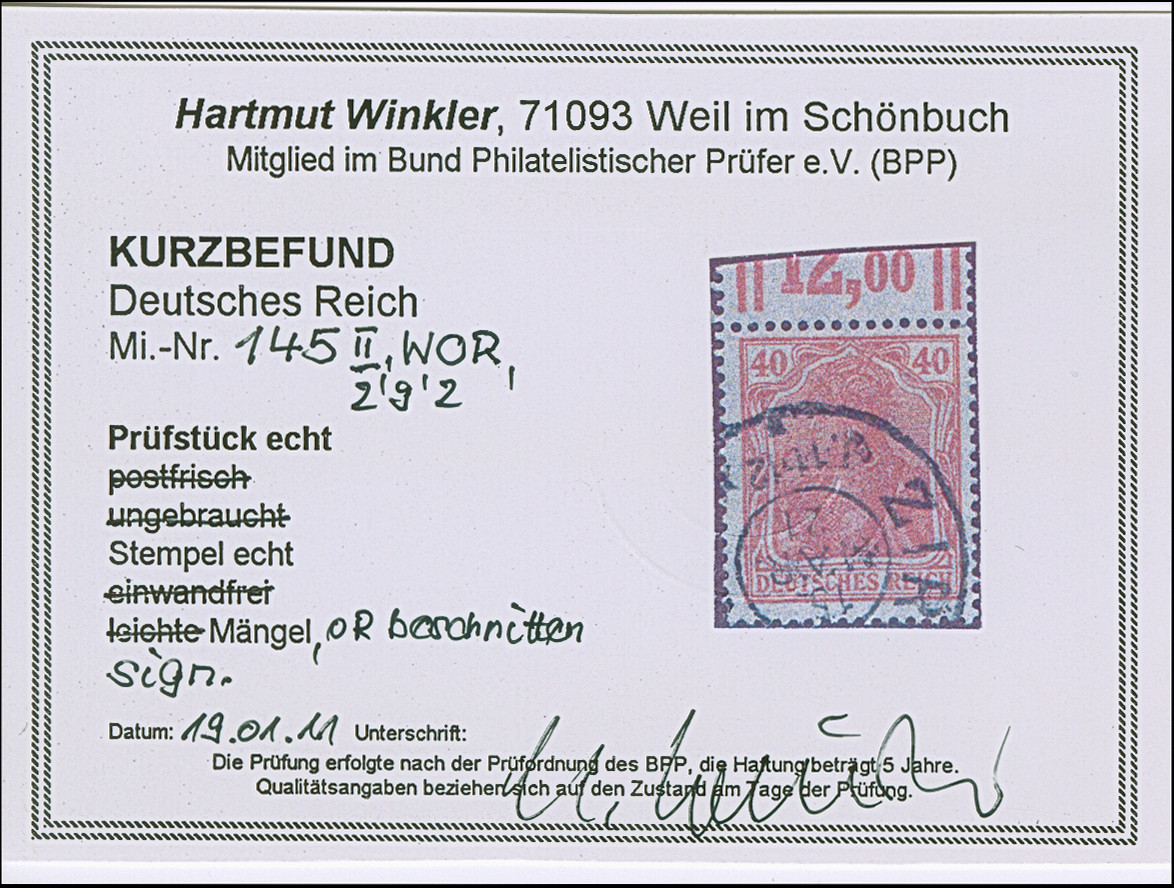 Hartmut Winkler, 71093 Weil im Schönbuch
Mitglied im Bund Philatelistischer Prüfer e.V. (BPP)
KURZBEFUND
Deutsches Reich
Mi.-Nr. 145 II, WOR,
2'9'2
Prüfstück echt
postfrisch
ungebraucht
Stempel echt
einwandfrei
leichte Mängel, OR beschnitten
sign.
Datum: 19.01.11 Unterschrift:
Die Prüfung erfolgte nach der Prüfordnung des BPP, die Haftung beträgt 5 Jahre.
Qualitätsangaben beziehen sich auf den Zustand am Tage der Prüfung.
12,00
40 40
DEUTSCHES REICH